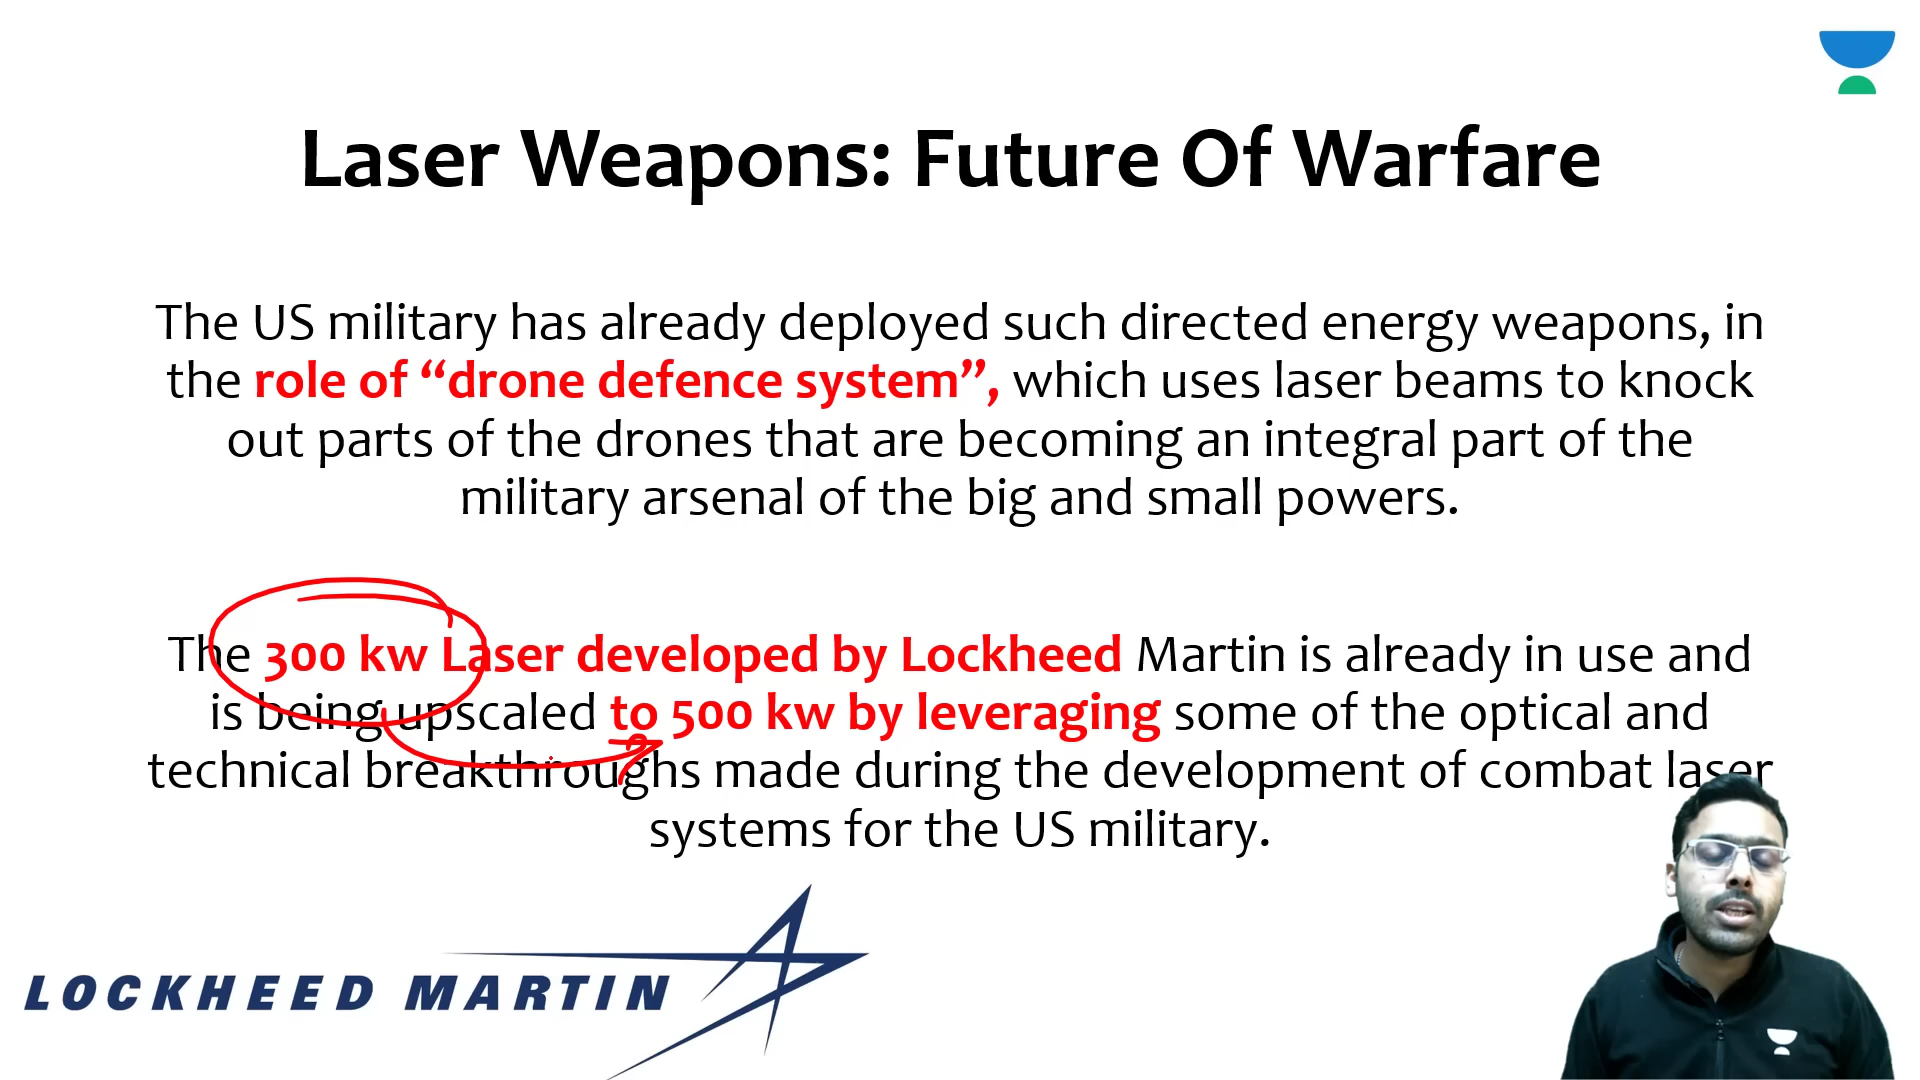 Laser Weapons: Future Of Warfare
The US military has already deployed such directed energy weapons, in
the role of “drone defence system”, which uses laser beams to knock
out parts of the drones that are becoming an integral part of the
military arsenal of the big and small powers.
The 300 kw Laser developed by Lockheed Martin is already in use and
is being upscaled to 500 kw by leveraging some of the optical and
technical breakthroughs made during the development of combat laser
systems for the US military.
LOCKHEED MARTIN